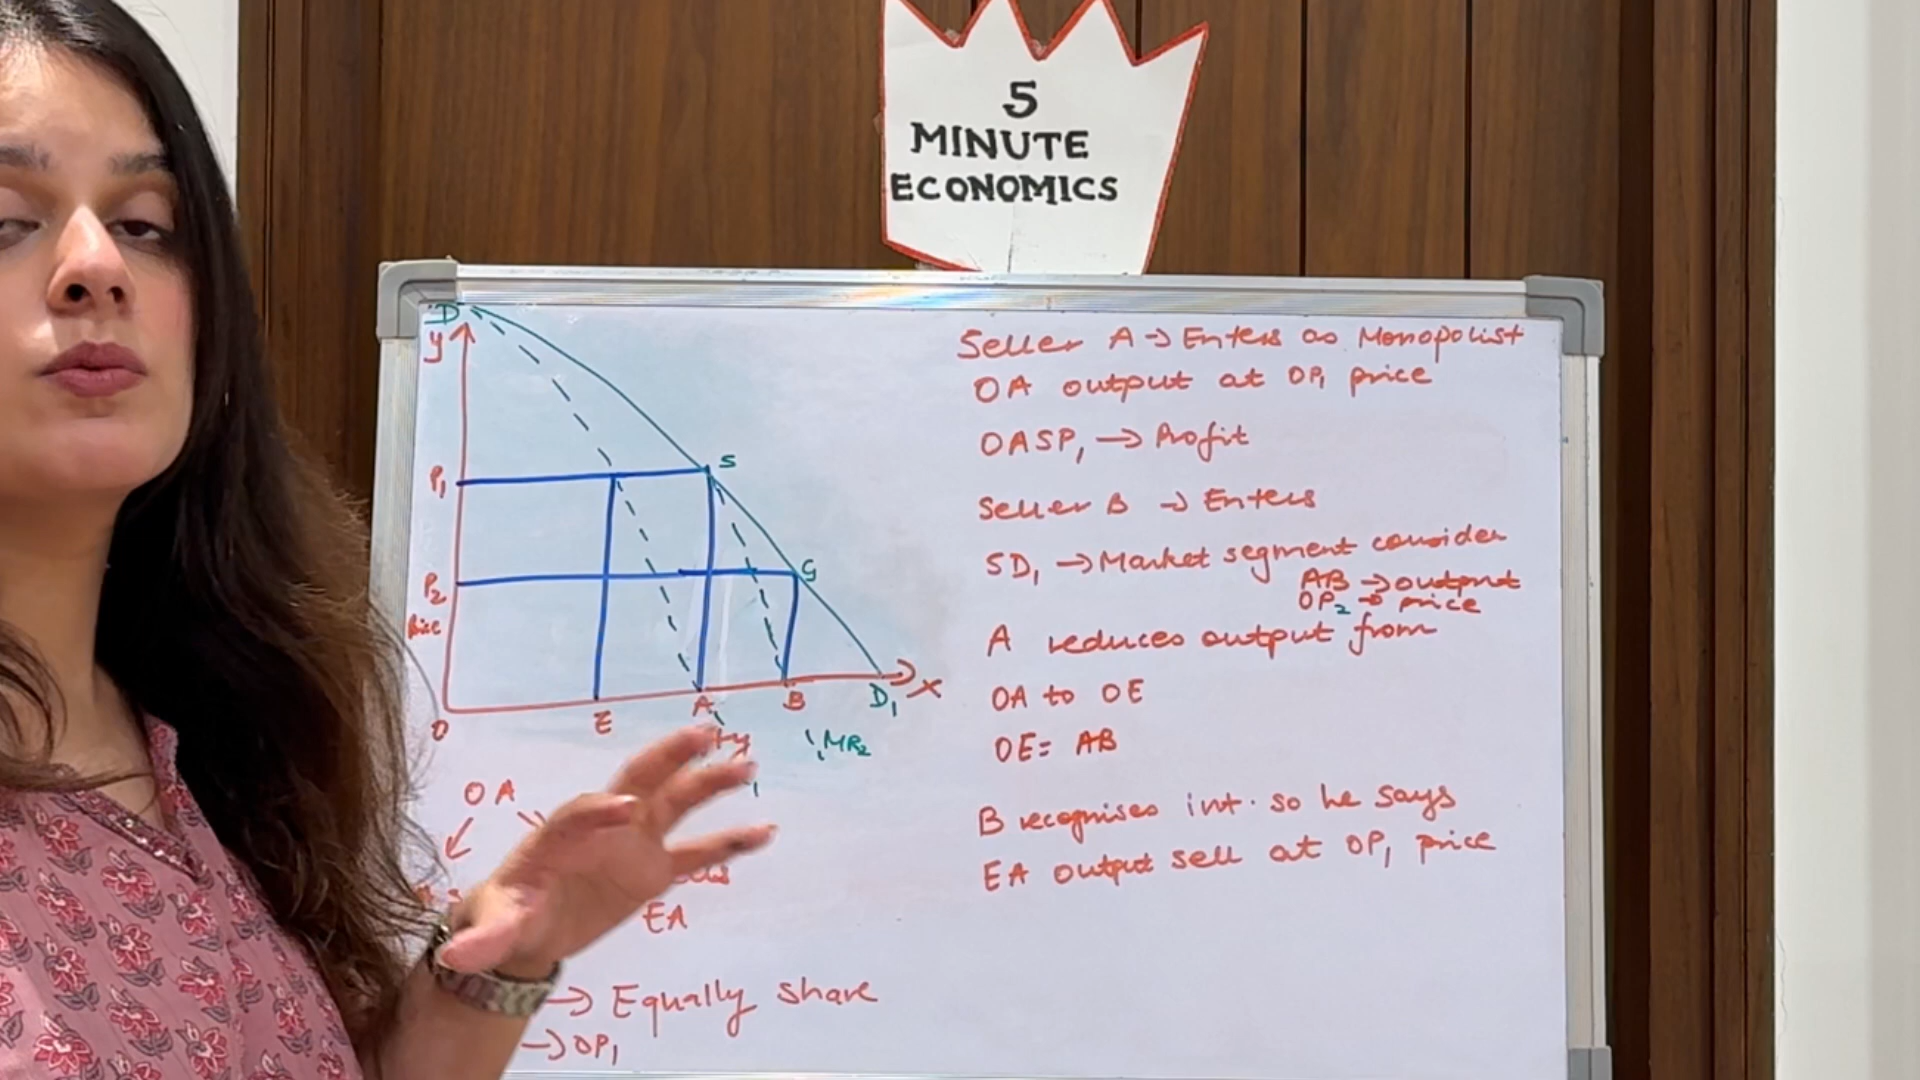 5
MINUTE
ECONOMICS
D
y
P₁
S
P₂
G
Price
O
E
A
B
D₁
X
MR₂
OA
EA
→ Equally share
→ OP₁
Seller A → Enters as Monopolist
OA output at OP₁ price
OASP₁ → Profit
Seller B → Enters
SD₁ → Market segment consider
AB → output
OP₂ → price
A reduces output from
OA to OE
OE = AB
B recognises int. so he says
EA output sell at OP₁ price